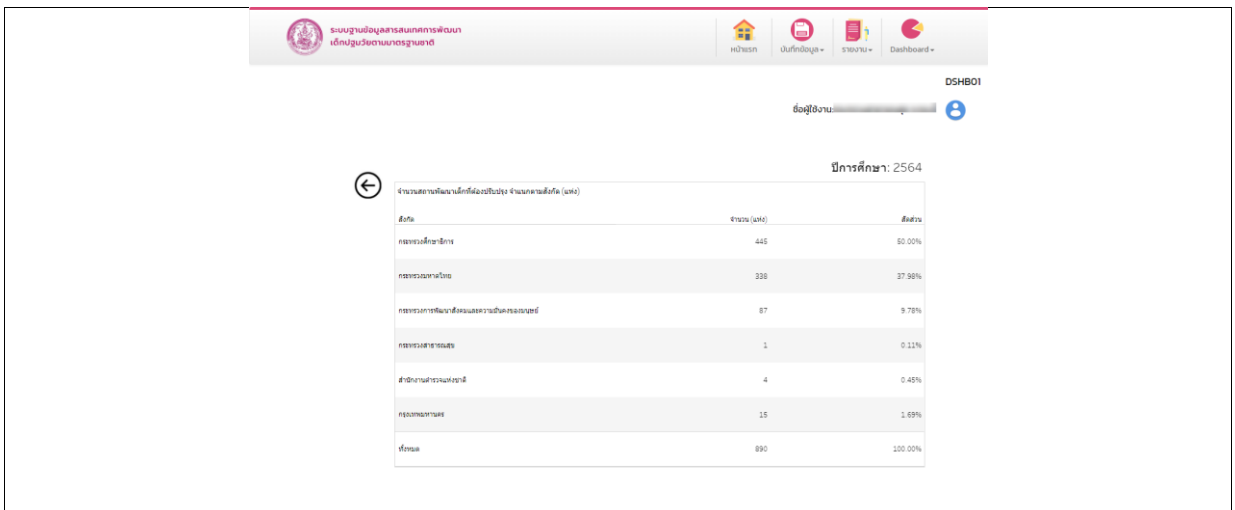 ระบบฐานข้อมูลสารสนเทศการพัฒนา
เด็กปฐมวัยตามมาตรฐานชาติ
หน้าแรก
บันทึกข้อมูล
รายงาน
Dashboard
DSHB01
ชื่อผู้ใช้งาน:
ปีการศึกษา: 2564
จำนวนสถานพัฒนาเด็กที่ต้องปรับปรุง จำแนกตามสังกัด (แห่ง)
สังกัด จำนวน (แห่ง) สัดส่วน
กระทรวงศึกษาธิการ 445 50.00%
กระทรวงมหาดไทย 338 37.98%
กระทรวงการพัฒนาสังคมและความมั่นคงของมนุษย์ 87 9.78%
กระทรวงสาธารณสุข 1 0.11%
สำนักงานตำรวจแห่งชาติ 4 0.45%
กรุงเทพมหานคร 15 1.69%
ทั้งหมด 890 100.00%